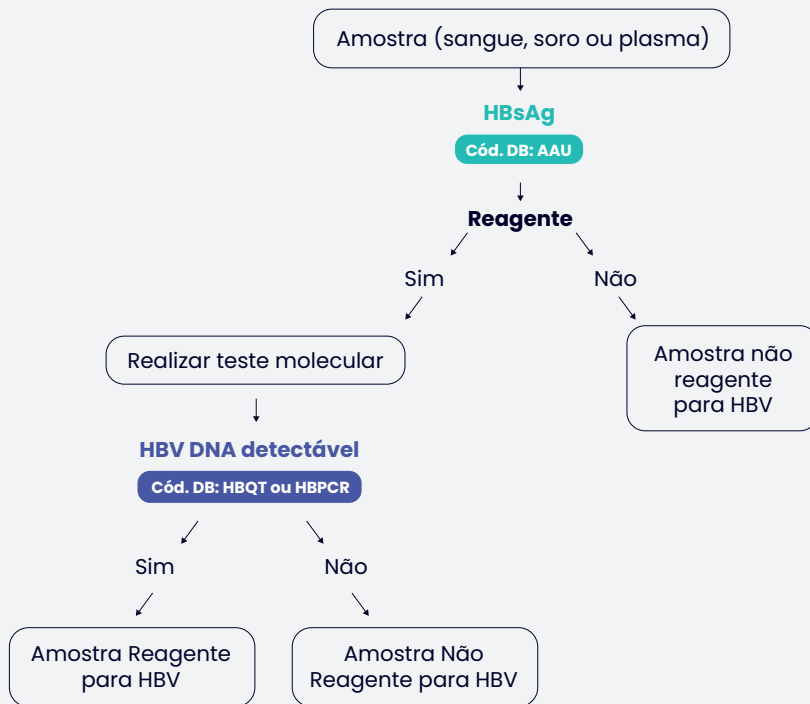 Amostra (sangue, soro ou plasma)
HBsAg
Cód. DB: AAU
Reagente
Sim
Não
Realizar teste molecular
Amostra não
reagente
para HBV
HBV DNA detectável
Cód. DB: HBQT ou HBPCR
Sim
Não
Amostra Reagente
para HBV
Amostra Não
Reagente para HBV